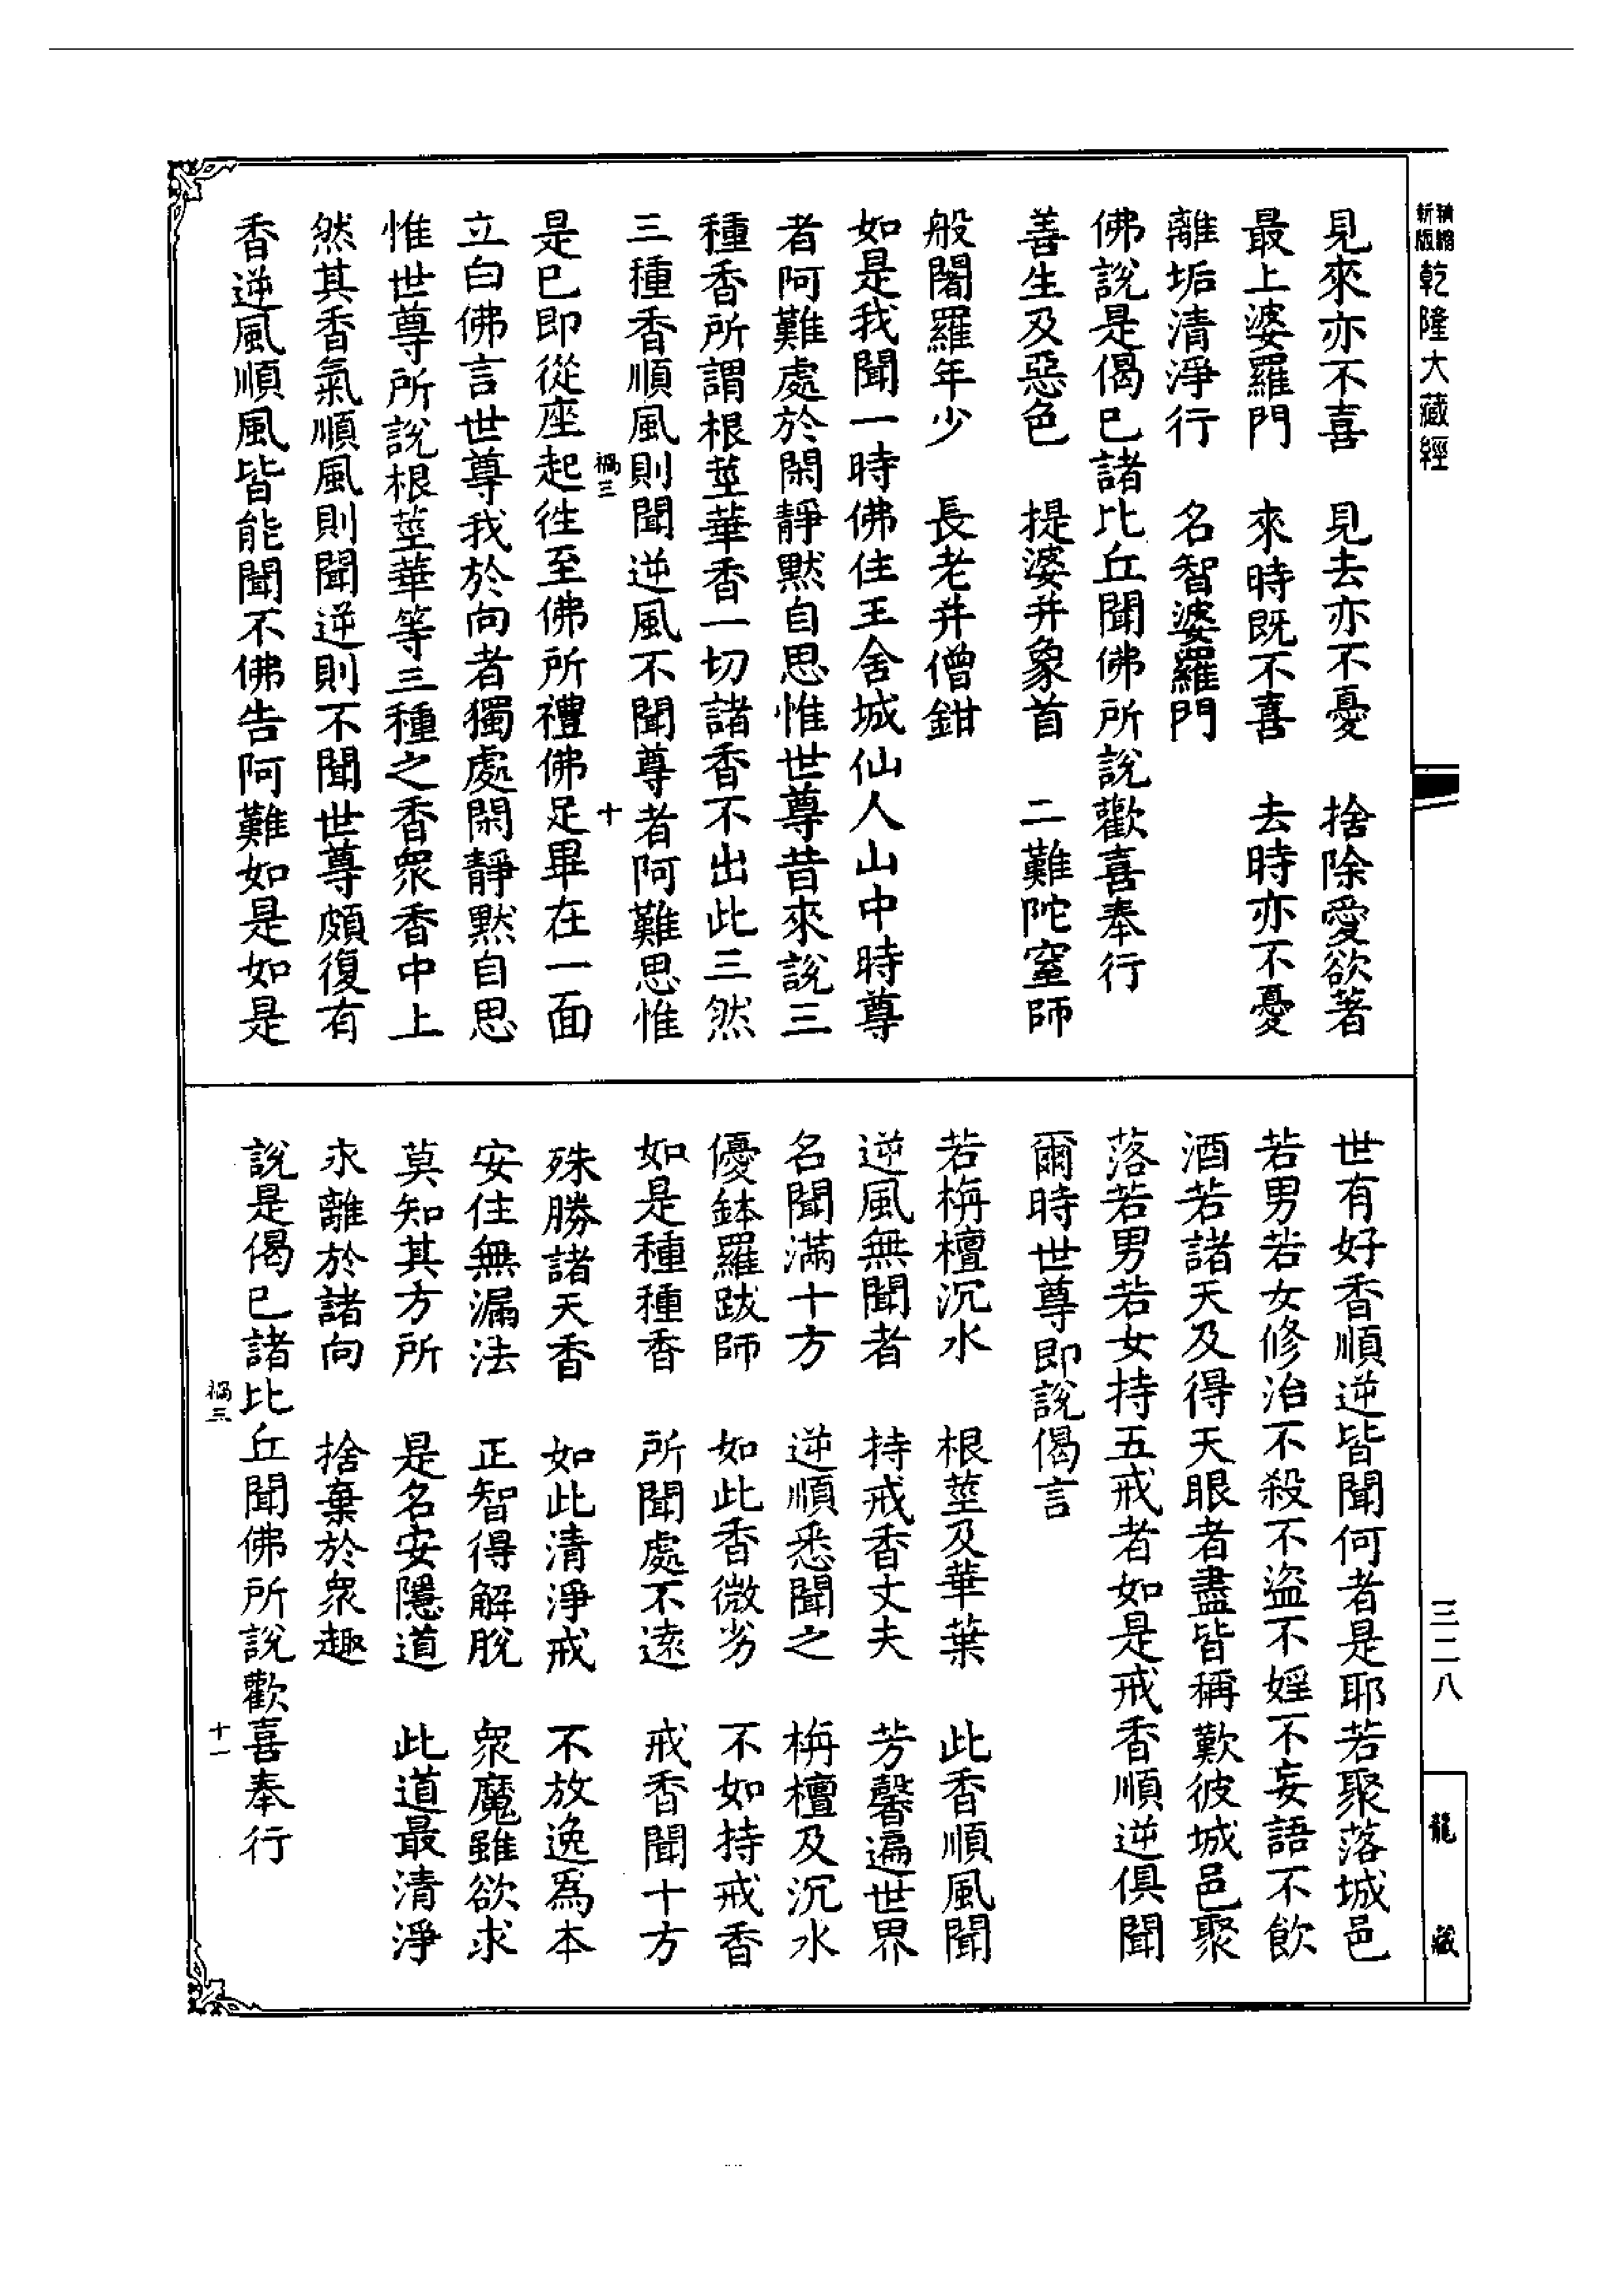 新版精縮乾隆大藏經
見來亦不喜　見去亦不憂　捨除愛欲著
最上婆羅門　來時既不喜　去時亦不憂
離垢清淨行　名智婆羅門
佛說是偈已諸比丘聞佛所說歡喜奉行
善生及惡色　提婆并象首　二難陀窒師
般闍羅年少　長老并僧鉗
如是我聞一時佛住王舍城仙人山中時尊
者阿難處於閑靜默自思惟世尊昔來說三
種香所謂根莖華香一切諸香不出此三然
三種香順風則聞逆風不聞尊者阿難思惟
禍三　十
是已即從座起往至佛所禮佛足畢在一面
立白佛言世尊我於向者獨處閑靜默自思
惟世尊所說根莖華等三種之香眾香中上
然其香氣順風則聞逆則不聞世尊頗復有
香逆風順風皆能聞不佛告阿難如是如是
世有好香順逆皆聞何者是耶若聚落城邑
若男若女修治不殺不盜不婬不妄語不飲
酒若諸天及得天眼者盡皆稱歎彼城邑聚
落若男若女持五戒者如是戒香順逆俱聞
爾時世尊即說偈言
若栴檀沉水　根莖及華葉　此香順風聞
逆風無聞者　持戒香丈夫　芳馨遍世界
名聞滿十方　逆順悉聞之　栴檀及沉水
優鉢羅跋師　如此香微劣　不如持戒香
如是種種香　所聞處不遠　戒香聞十方
殊勝諸天香　如此清淨戒　不放逸為本
安住無漏法　正智得解脫　眾魔雖欲求
莫知其方所　是名安隱道　此道最清淨
永離於諸向　捨棄於眾趣
說是偈已諸比丘聞佛所說歡喜奉行
禍三　十一
三二八
龍藏